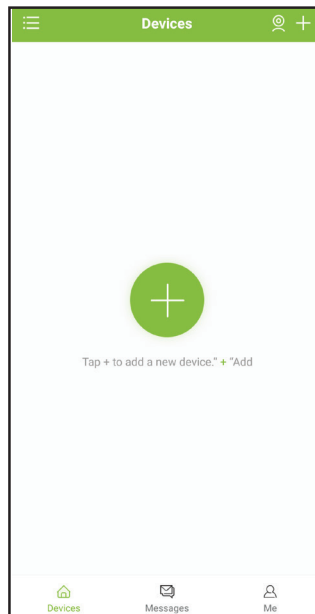 Devices
Tap + to add a new device." + "Add
Devices Messages Me